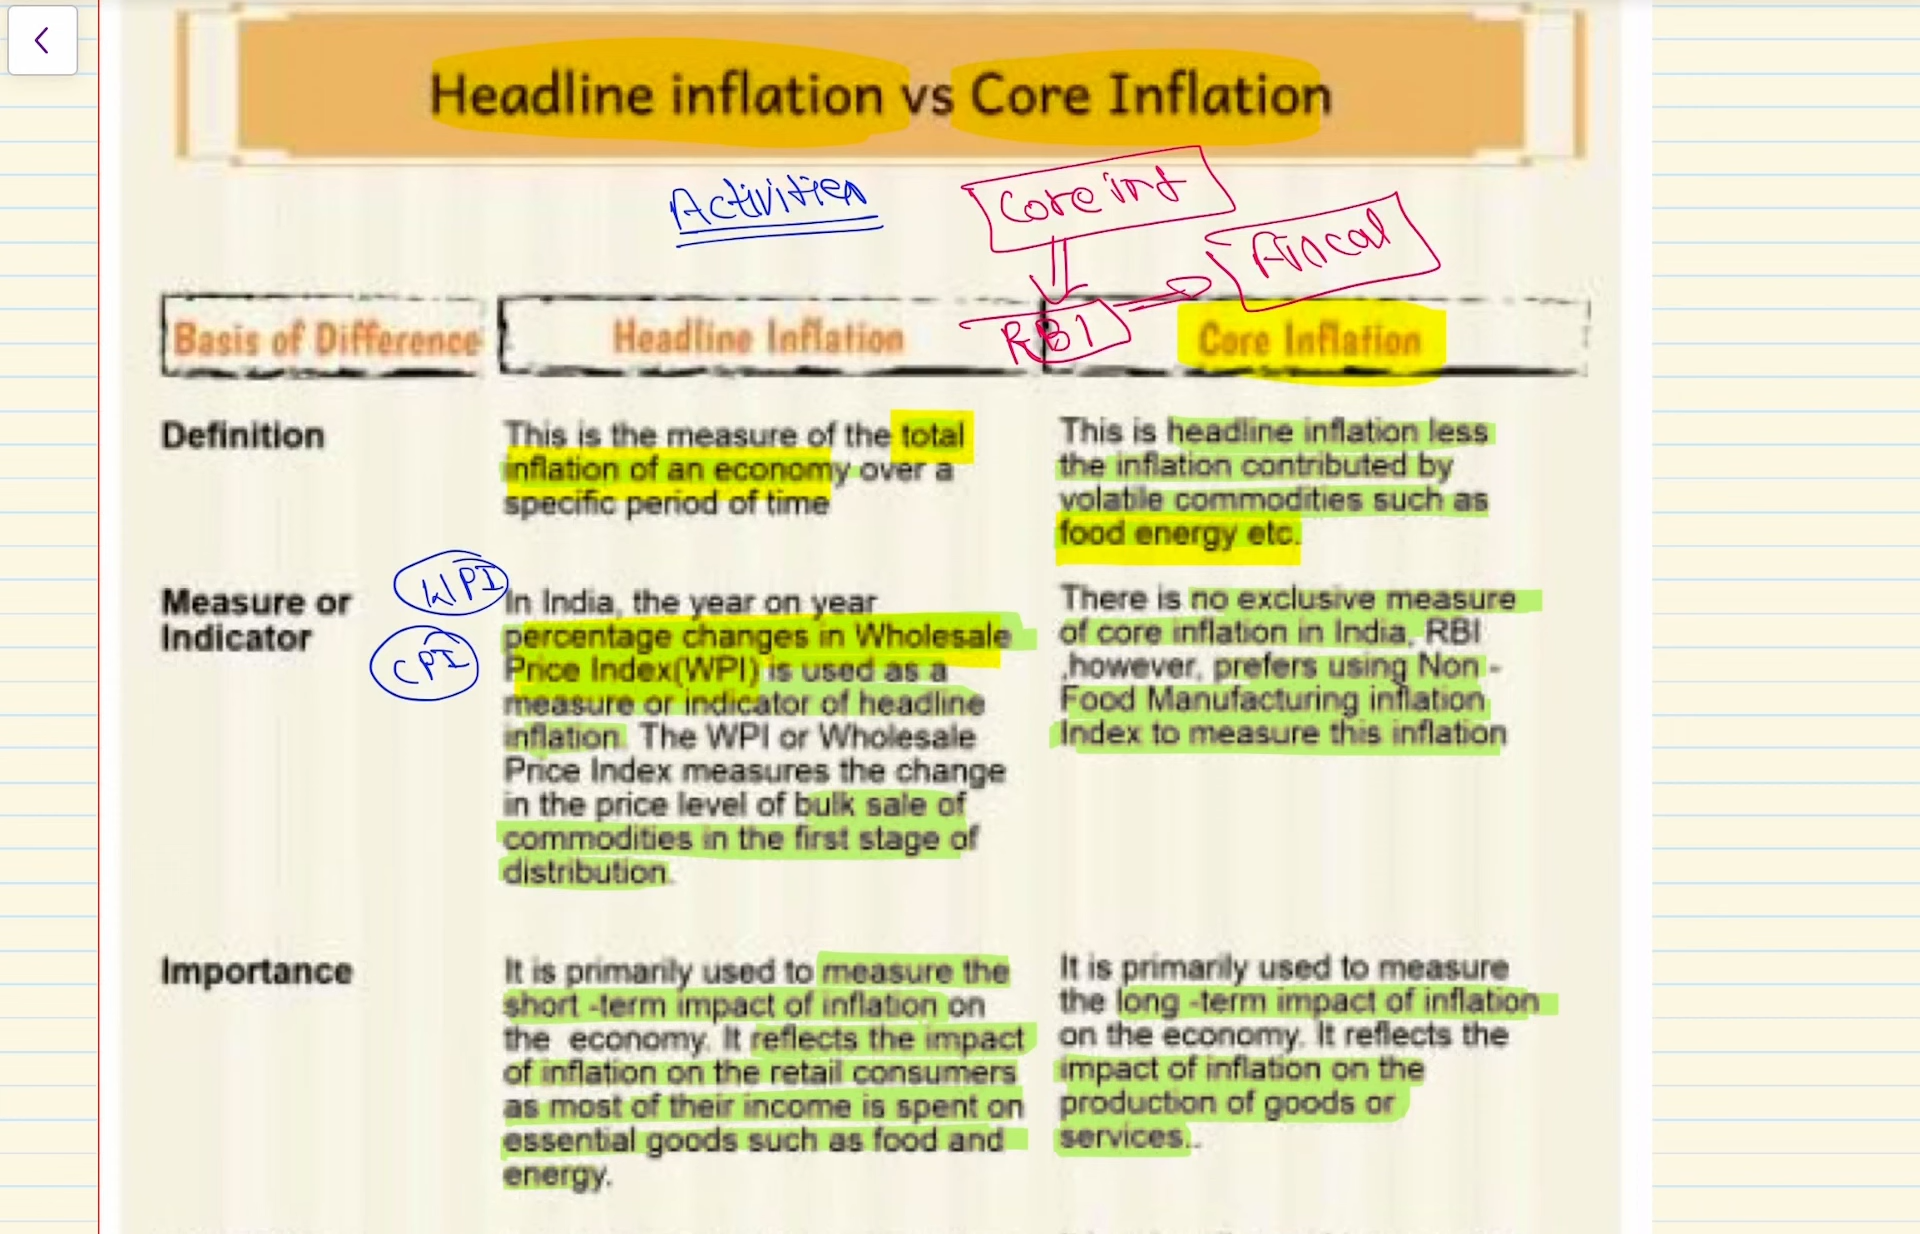 Headline inflation vs Core Inflation
Activities
Core inf
Fiscal
RBI
Basis of Difference
Headline Inflation
Core Inflation
Definition
This is the measure of the total
inflation of an economy over a
specific period of time
This is headline inflation less
the inflation contributed by
volatile commodities such as
food energy etc.
Measure or
Indicator
WPI
CPI
In India, the year on year
percentage changes in Wholesale
Price Index(WPI) is used as a
measure or indicator of headline
inflation. The WPI or Wholesale
Price Index measures the change
in the price level of bulk sale of
commodities in the first stage of
distribution.
There is no exclusive measure
of core inflation in India, RBI
,however, prefers using Non -
Food Manufacturing inflation
Index to measure this inflation
Importance
It is primarily used to measure the
short -term impact of inflation on
the economy. It reflects the impact
of inflation on the retail consumers
as most of their income is spent on
essential goods such as food and
energy.
It is primarily used to measure
the long -term impact of inflation
on the economy. It reflects the
impact of inflation on the
production of goods or
services..